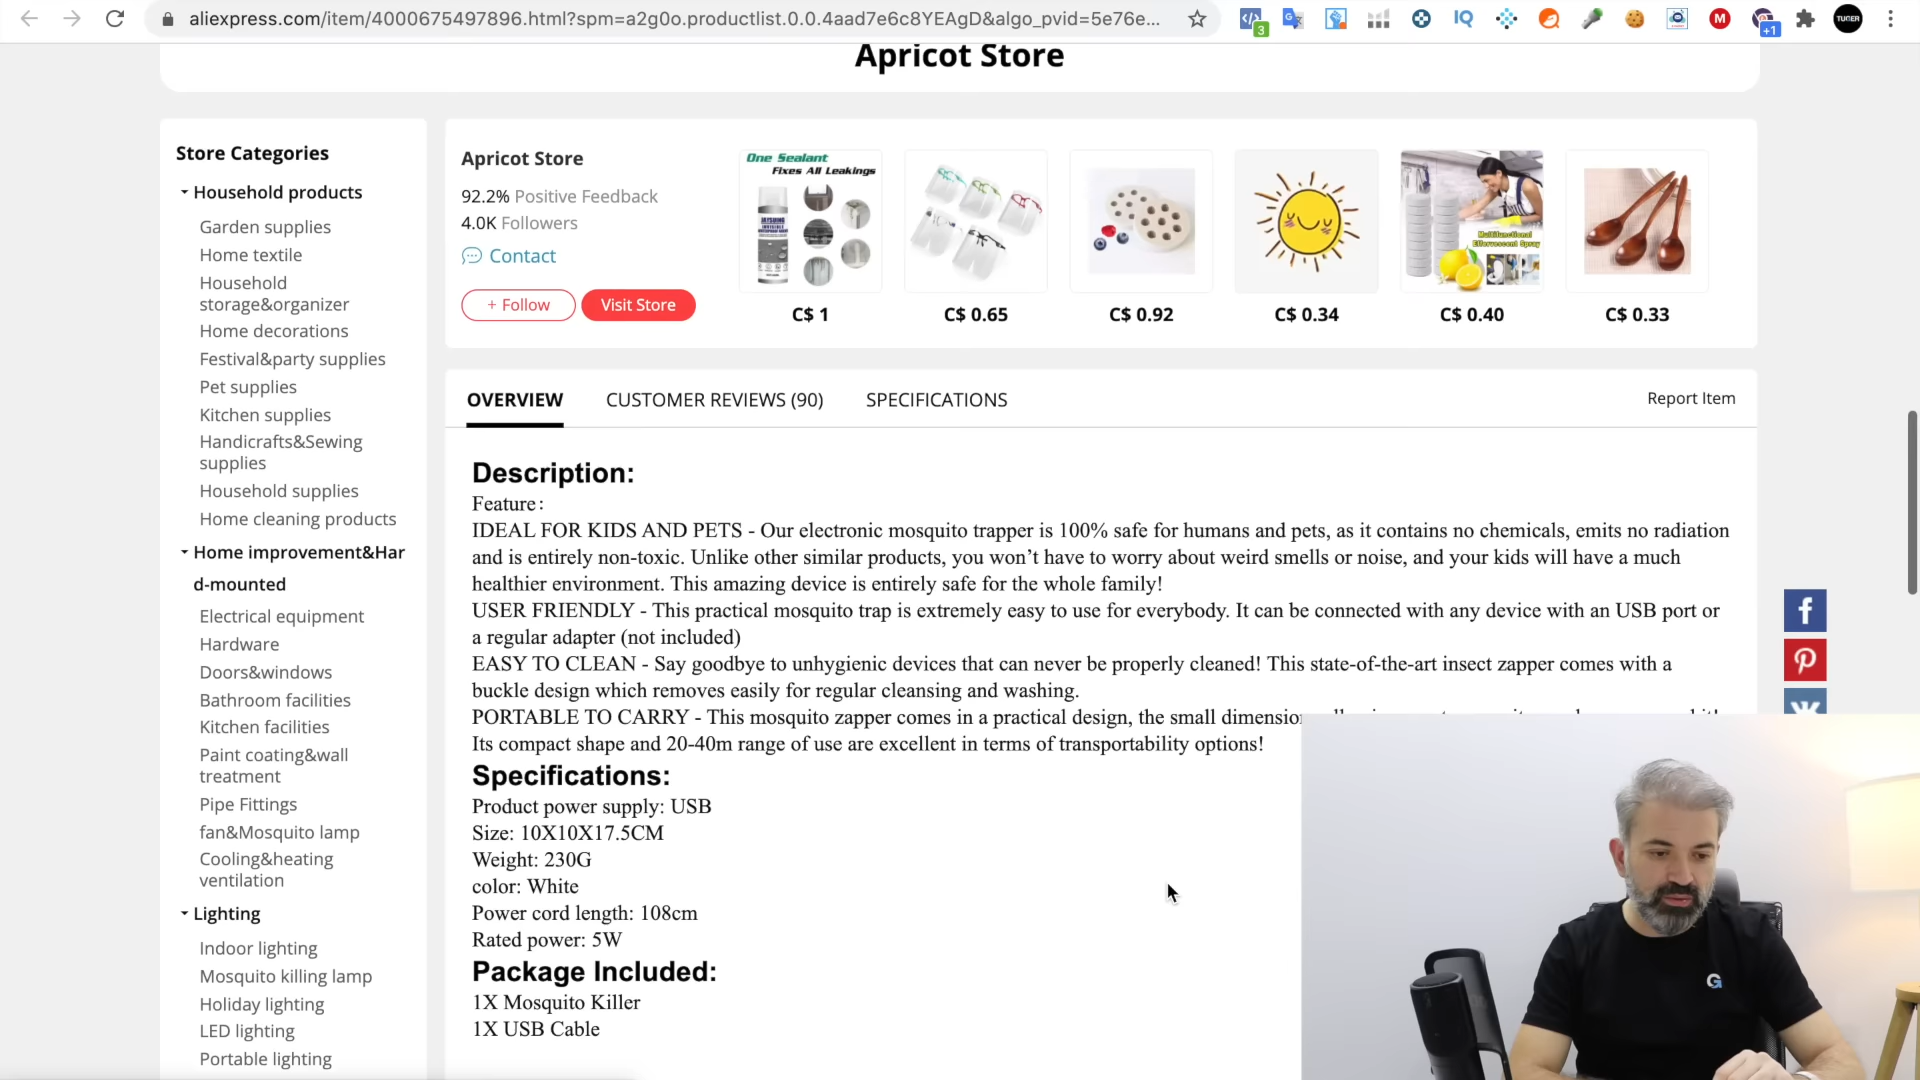 aliexpress.com/item/4000675497896.html?spm=a2g0o.productlist.0.0.4aad7e6c8YEAgD&algo_pvid=5e76e...
3
IQ
M
+1
TUNER
Apricot Store
Store Categories
Household products
Garden supplies
Home textile
Household
storage&organizer
Home decorations
Festival&party supplies
Pet supplies
Kitchen supplies
Handicrafts&Sewing
supplies
Household supplies
Home cleaning products
Home improvement&Har
d-mounted
Electrical equipment
Hardware
Doors&windows
Bathroom facilities
Kitchen facilities
Paint coating&wall
treatment
Pipe Fittings
fan&Mosquito lamp
Cooling&heating
ventilation
Lighting
Indoor lighting
Mosquito killing lamp
Holiday lighting
LED lighting
Portable lighting
Apricot Store
92.2% Positive Feedback
4.0K Followers
Contact
+ Follow
Visit Store
One Sealant
Fixes All Leakings
Multifunctional
Effervescent Spray
C$ 1
C$ 0.65
C$ 0.92
C$ 0.34
C$ 0.40
C$ 0.33
OVERVIEW
CUSTOMER REVIEWS (90)
SPECIFICATIONS
Report Item
Description:
Feature:
IDEAL FOR KIDS AND PETS - Our electronic mosquito trapper is 100% safe for humans and pets, as it contains no chemicals, emits no radiation
and is entirely non-toxic. Unlike other similar products, you won't have to worry about weird smells or noise, and your kids will have a much
healthier environment. This amazing device is entirely safe for the whole family!
USER FRIENDLY - This practical mosquito trap is extremely easy to use for everybody. It can be connected with any device with an USB port or
a regular adapter (not included)
EASY TO CLEAN - Say goodbye to unhygienic devices that can never be properly cleaned! This state-of-the-art insect zapper comes with a
buckle design which removes easily for regular cleansing and washing.
PORTABLE TO CARRY - This mosquito zapper comes in a practical design, the small dimension
Its compact shape and 20-40m range of use are excellent in terms of transportability options!
Specifications:
Product power supply: USB
Size: 10X10X17.5CM
Weight: 230G
color: White
Power cord length: 108cm
Rated power: 5W
Package Included:
1X Mosquito Killer
1X USB Cable